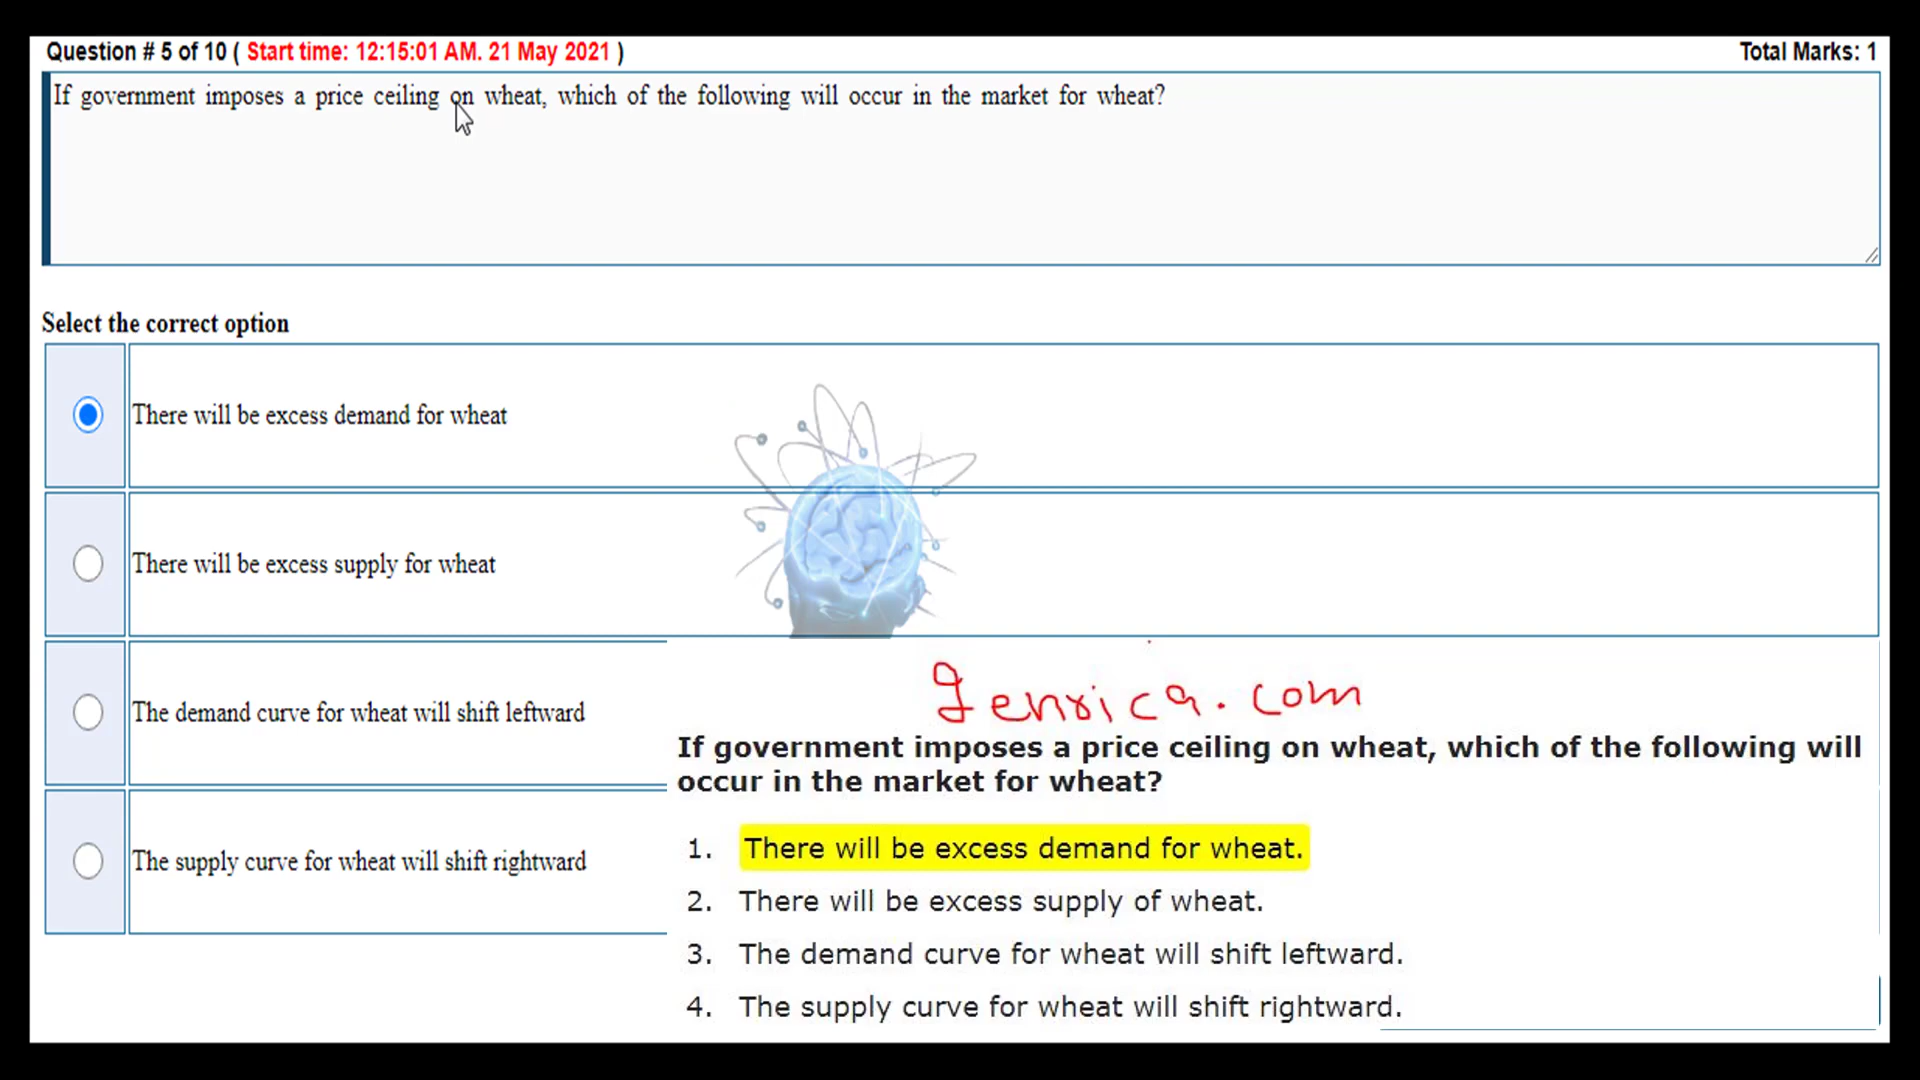 Question # 5 of 10 ( Start time: 12:15:01 AM. 21 May 2021 )
Total Marks: 1
If government imposes a price ceiling on wheat, which of the following will occur in the market for wheat?
Select the correct option
There will be excess demand for wheat
There will be excess supply for wheat
The demand curve for wheat will shift leftward
The supply curve for wheat will shift rightward
Genrica.com
If government imposes a price ceiling on wheat, which of the following will
occur in the market for wheat?
1. There will be excess demand for wheat.
2. There will be excess supply of wheat.
3. The demand curve for wheat will shift leftward.
4. The supply curve for wheat will shift rightward.